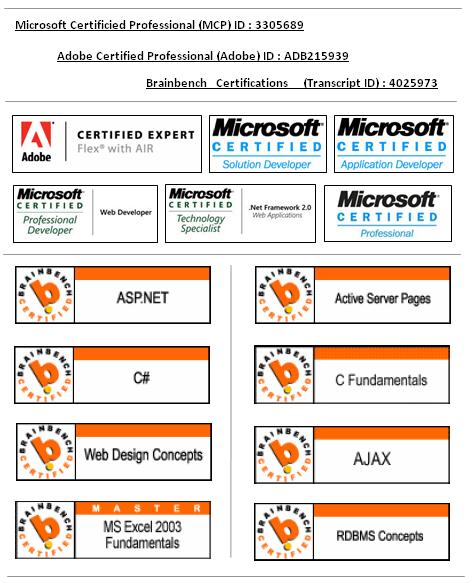 Microsoft Certificied Professional (MCP) ID : 3305689
Adobe Certified Professional (Adobe) ID : ADB215939
Brainbench Certifications (Transcript ID) : 4025973
Adobe
CERTIFIED EXPERT
Flex® with AIR
Microsoft®
CERTIFIED
Solution Developer
Microsoft®
CERTIFIED
Application Developer
Microsoft®
CERTIFIED
Professional
Developer
Web Developer
Microsoft®
CERTIFIED
Technology
Specialist
.Net Framework 2.0
Web Applications
Microsoft®
CERTIFIED
Professional
BRAINBENCH CERTIFIED
ASP.NET
BRAINBENCH CERTIFIED
Active Server Pages
BRAINBENCH CERTIFIED
C#
BRAINBENCH CERTIFIED
C Fundamentals
BRAINBENCH CERTIFIED
Web Design Concepts
BRAINBENCH CERTIFIED
AJAX
BRAINBENCH CERTIFIED
MASTER
MS Excel 2003
Fundamentals
BRAINBENCH CERTIFIED
RDBMS Concepts